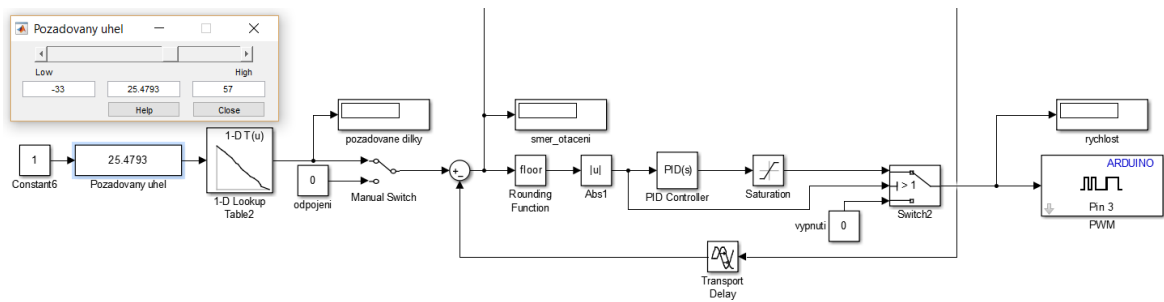 Pozadovany uhel
Low
High
-33
25.4793
57
Help
Close
1
Constant6
25.4793
Pozadovany uhel
1-D T(u)
1-D Lookup
Table2
pozadovane dilky
0
odpojeni
Manual Switch
+
-
smer_otaceni
floor
Rounding
Function
|u|
Abs1
PID(s)
PID Controller
Saturation
> 1
Switch2
vypnuti
0
Transport
Delay
rychlost
ARDUINO
Pin 3
PWM